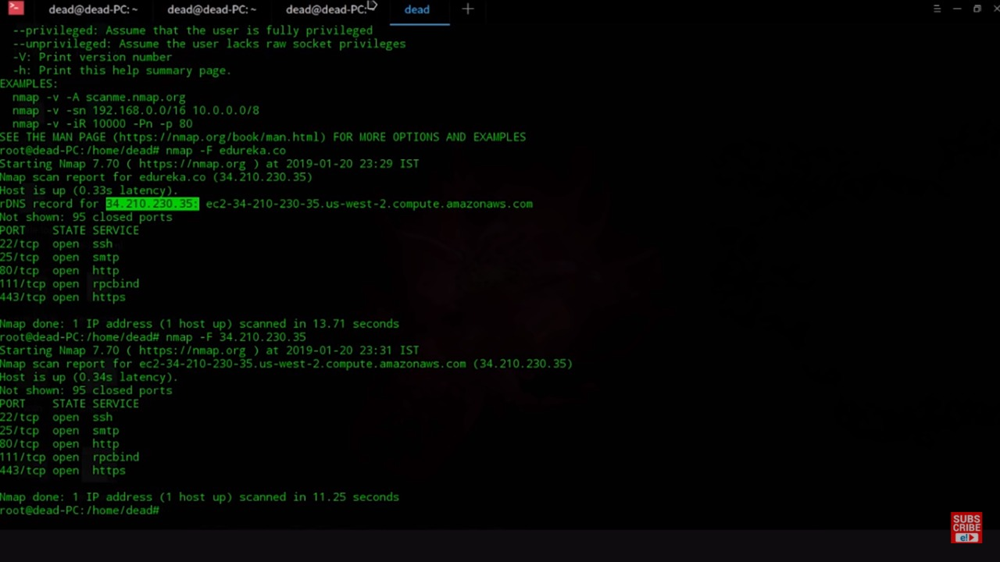 dead@dead-PC: ~ dead@dead-PC: ~ dead@dead-PC: dead
--privileged: Assume that the user is fully privileged
--unprivileged: Assume the user lacks raw socket privileges
-V: Print version number
-h: Print this help summary page.
EXAMPLES:
nmap -v -A scanme.nmap.org
nmap -v -sn 192.168.0.0/16 10.0.0.0/8
nmap -v -iR 10000 -Pn -p 80
SEE THE MAN PAGE (https://nmap.org/book/man.html) FOR MORE OPTIONS AND EXAMPLES
root@dead-PC:/home/dead# nmap -F edureka.co
Starting Nmap 7.70 ( https://nmap.org ) at 2019-01-20 23:29 IST
Nmap scan report for edureka.co (34.210.230.35)
Host is up (0.33s latency).
rDNS record for 34.210.230.35: ec2-34-210-230-35.us-west-2.compute.amazonaws.com
Not shown: 95 closed ports
PORT STATE SERVICE
22/tcp open ssh
25/tcp open smtp
80/tcp open http
111/tcp open rpcbind
443/tcp open https
Nmap done: 1 IP address (1 host up) scanned in 13.71 seconds
root@dead-PC:/home/dead# nmap -F 34.210.230.35
Starting Nmap 7.70 ( https://nmap.org ) at 2019-01-20 23:31 IST
Nmap scan report for ec2-34-210-230-35.us-west-2.compute.amazonaws.com (34.210.230.35)
Host is up (0.34s latency).
Not shown: 95 closed ports
PORT STATE SERVICE
22/tcp open ssh
25/tcp open smtp
80/tcp open http
111/tcp open rpcbind
443/tcp open https
Nmap done: 1 IP address (1 host up) scanned in 11.25 seconds
root@dead-PC:/home/dead#
SUBS
CRIBE
e!